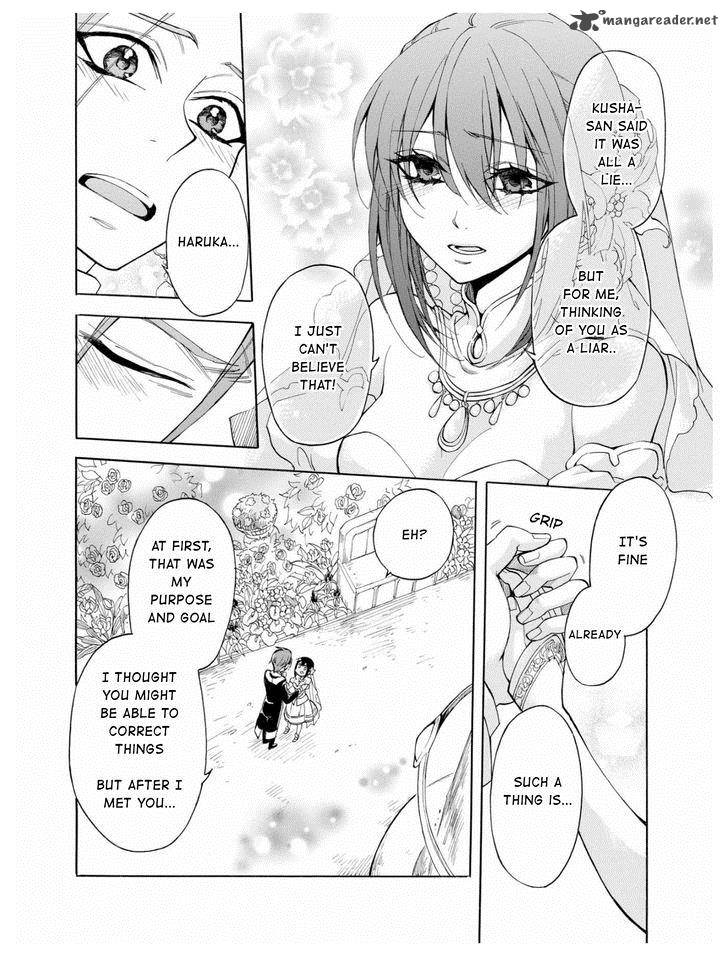 mangareader.net
KUSHA-
SAN SAID
IT WAS
ALL A
LIE...
BUT
FOR ME,
THINKING
OF YOU AS
A LIAR..
I JUST
CAN'T
BELIEVE
THAT!
HARUKA...
IT'S
FINE
ALREADY
GRIP
SUCH A
THING IS...
EH?
AT FIRST,
THAT WAS
MY
PURPOSE
AND GOAL
I THOUGHT
YOU MIGHT
BE ABLE TO
CORRECT
THINGS
BUT AFTER I
MET YOU...